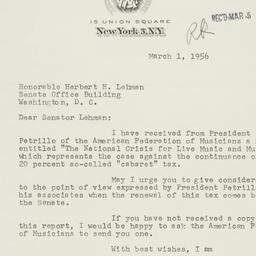 15 UNION SQUARE
New York 3, N.Y.
REC'D MAR 5
March 1, 1956
Honorable Herbert H. Lehman
Senate Office Building
Washington, D. C.
Dear Senator Lehman:
I have received from President
Petrillo of the American Federation of Musicians a
entitled "The National Crisis for Live Music and Mu
which represents the case against the continuance o
20 percent so-called "cabaret" tax.
May I urge you to give consider
to the point of view expressed by President Petrill
his associates when the renewal of this tax comes b
the Senate.
If you have not received a copy
this report, I would be happy to ask the American F
of Musicians to send you one.
With best wishes, I am